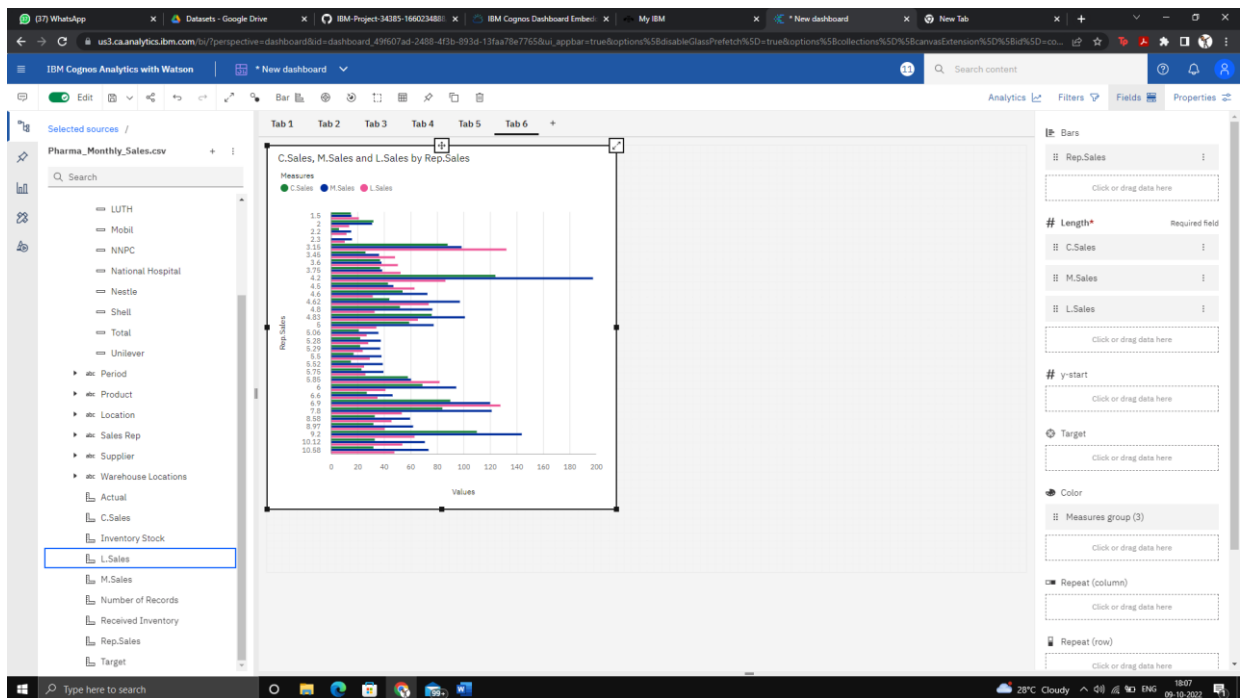 (37) WhatsApp
Datasets - Google Drive
IBM-Project-34385-1660234888
IBM Cognos Dashboard Embed
My IBM
* New dashboard
New Tab
us3.ca.analytics.ibm.com/bi/?perspective=dashboard&id=dashboard_49f607ad-2488-4f3b-893d-13faa78e7765&ui_appbar=true&options%5BdisableGlassPrefetch%5D=true&options%5Bcollections%5D%5BcanvasExtension%5D%5Bid%5D=co...
IBM Cognos Analytics with Watson
* New dashboard
11
Search content
Edit
Bar
Analytics
Filters
Fields
Properties
Selected sources /
Pharma_Monthly_Sales.csv
Search
LUTH
Mobil
NNPC
National Hospital
Nestle
Shell
Total
Unilever
abc Period
abc Product
abc Location
abc Sales Rep
abc Supplier
abc Warehouse Locations
Actual
C.Sales
Inventory Stock
L.Sales
M.Sales
Number of Records
Received Inventory
Rep.Sales
Target
Tab 1 Tab 2 Tab 3 Tab 4 Tab 5 Tab 6 +
C.Sales, M.Sales and L.Sales by Rep.Sales
Measures
C.Sales M.Sales L.Sales
Rep.Sales
1.5
2
2.2
2.3
3.15
3.45
3.6
3.75
4.2
4.5
4.6
4.62
4.8
4.83
5
5.06
5.28
5.29
5.5
5.52
5.75
5.85
6
6.6
6.9
7.8
8.58
8.97
9.2
10.12
10.58
0 20 40 60 80 100 120 140 160 180 200
Values
Bars
Rep.Sales
Click or drag data here
# Length*
Required field
C.Sales
M.Sales
L.Sales
Click or drag data here
# y-start
Click or drag data here
Target
Click or drag data here
Color
Measures group (3)
Click or drag data here
Repeat (column)
Click or drag data here
Repeat (row)
Click or drag data here
Type here to search
99+
28°C Cloudy
ENG
18:07
09-10-2022